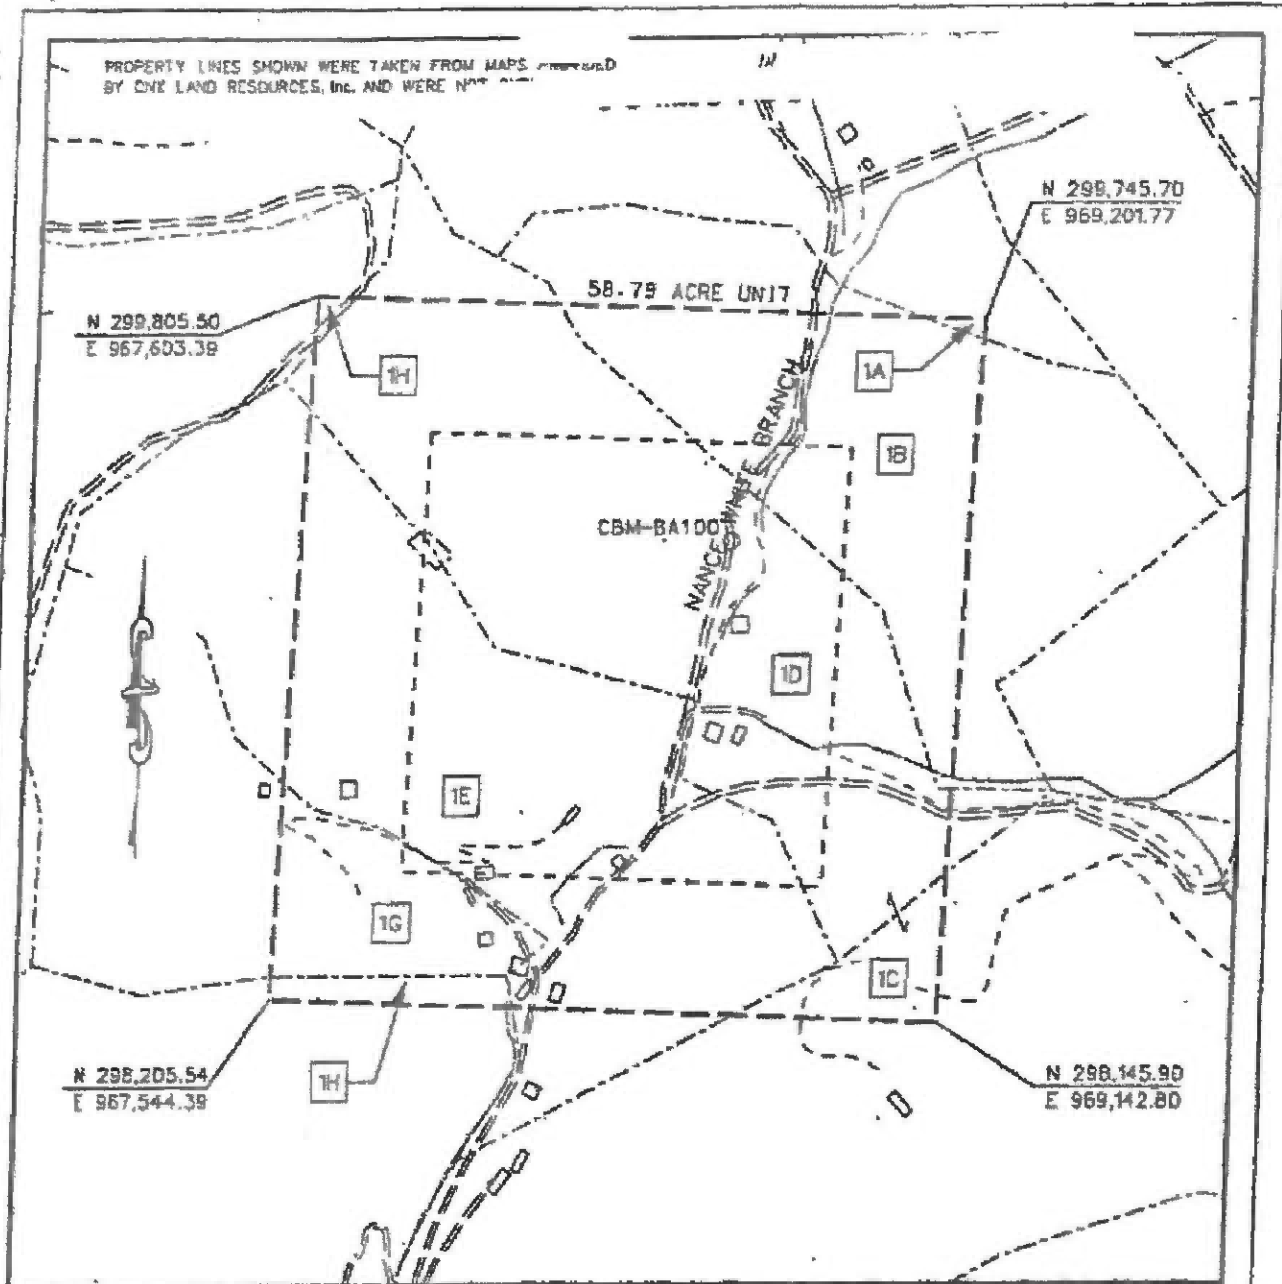 PROPERTY LINES SHOWN WERE TAKEN FROM MAPS
BY CNX LAND RESOURCES, Inc. AND WERE NOT
N 299,745.70
E 969,201.77
58.79 ACRE UNIT
N 299,805.50
E 967,603.39
1H
1A
1B
NANCE WHITE BRANCH
CBM-BA100
1D
1E
1G
1C
1H
N 298,205.54
E 967,544.39
N 298,145.90
E 969,142.80